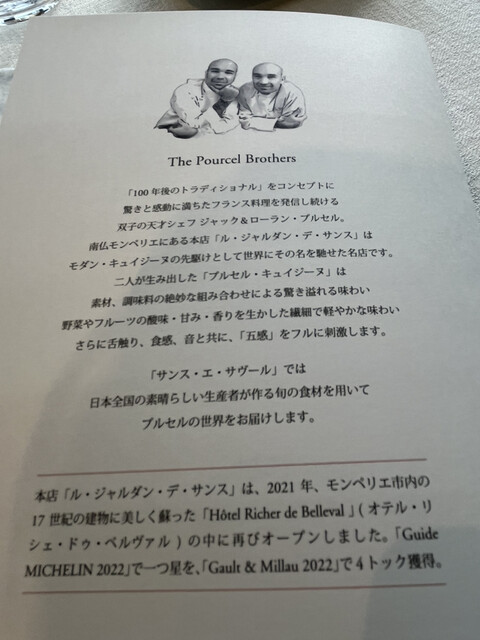 The Pourcel Brothers
「100年後のトラディショナル」をコンセプトに
驚きと感動に満ちたフランス料理を発信し続ける
双子の天才シェフ ジャック&ローラン・プルセル。
南仏モンペリエにある本店「ル・ジャルダン・デ・サンス」は
モダン・キュイジーヌの先駆けとして世界にその名を馳せた名店です。
二人が生み出した「プルセル・キュイジーヌ」は
素材、調味料の絶妙な組み合わせによる驚き溢れる味わい
野菜やフルーツの酸味・甘み・香りを生かした繊細で軽やかな味わい
さらに舌触り、食感、音と共に、「五感」をフルに刺激します。
「サンス・エ・サヴール」では
日本全国の素晴らしい生産者が作る旬の食材を用いて
プルセルの世界をお届けします。
本店「ル・ジャルダン・デ・サンス」は、2021年、モンペリエ市内の
17世紀の建物に美しく蘇った「Hôtel Richer de Belleval」(オテル・リ
シェ・ドゥ・ベルヴァル)の中に再びオープンしました。「Guide
MICHELIN 2022」で一つ星を、「Gault & Millau 2022」で4トック獲得。